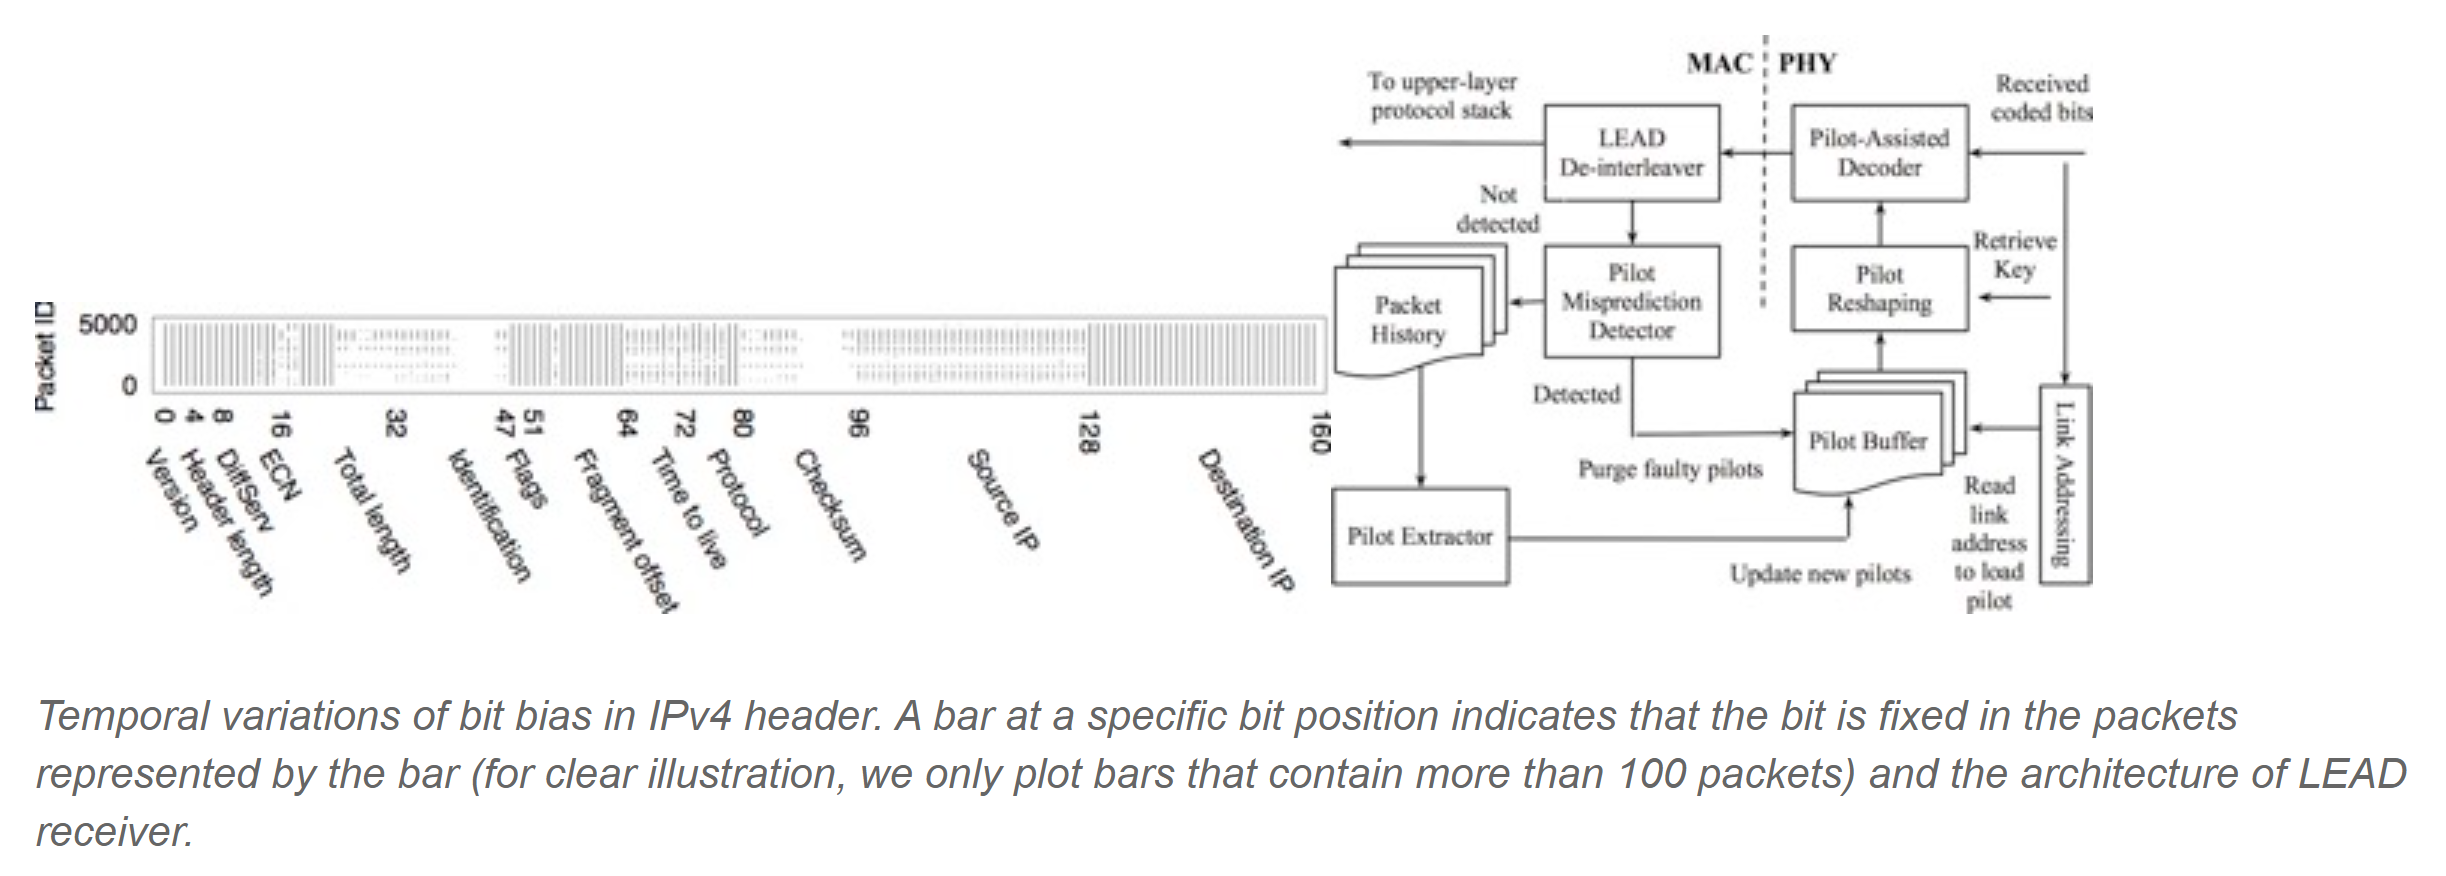 Packet ID
5000
0
0
4
8
16
32
47
51
64
72
80
96
128
160
Version
Header length
DiffServ
ECN
Total length
Identification
Flags
Fragment offset
Time to live
Protocol
Checksum
Source IP
Destination IP
MAC
PHY
To upper-layer
protocol stack
LEAD
De-interleaver
Pilot-Assisted
Decoder
Received
coded bits
Not
detected
Packet
History
Pilot
Misprediction
Detector
Pilot
Reshaping
Retrieve
Key
Detected
Purge faulty pilots
Pilot Buffer
Link Addressing
Read
link
address
to load
pilot
Pilot Extractor
Update new pilots
Temporal variations of bit bias in IPv4 header. A bar at a specific bit position indicates that the bit is fixed in the packets
represented by the bar (for clear illustration, we only plot bars that contain more than 100 packets) and the architecture of LEAD
receiver.